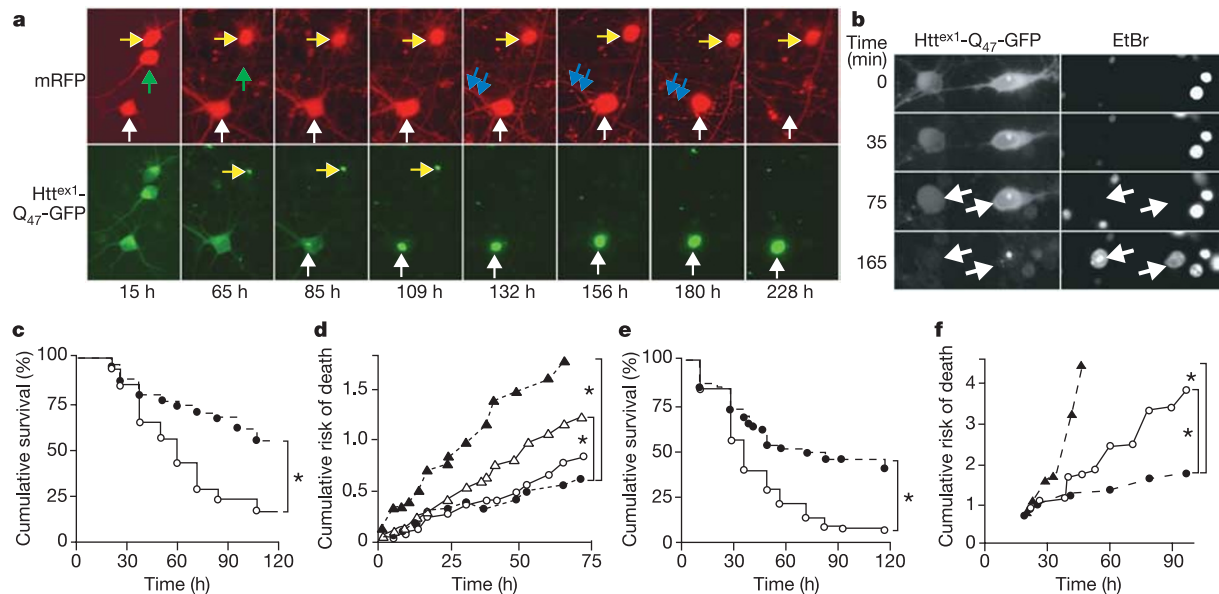 a
mRFP
Htt^ex1-
Q47-GFP
15 h 65 h 85 h 109 h 132 h 156 h 180 h 228 h
b
Time
(min)
Htt^ex1-Q47-GFP EtBr
0
35
75
165
c
Cumulative survival (%)
100
75
50
25
0
0 30 60 90 120
Time (h)
*
d
Cumulative risk of death
1.5
1.0
0.5
0
0 25 50 75
Time (h)
*
*
e
Cumulative survival (%)
100
75
50
25
0
0 30 60 90 120
Time (h)
*
f
Cumulative risk of death
4
3
2
1
0
30 60 90
Time (h)
*
*